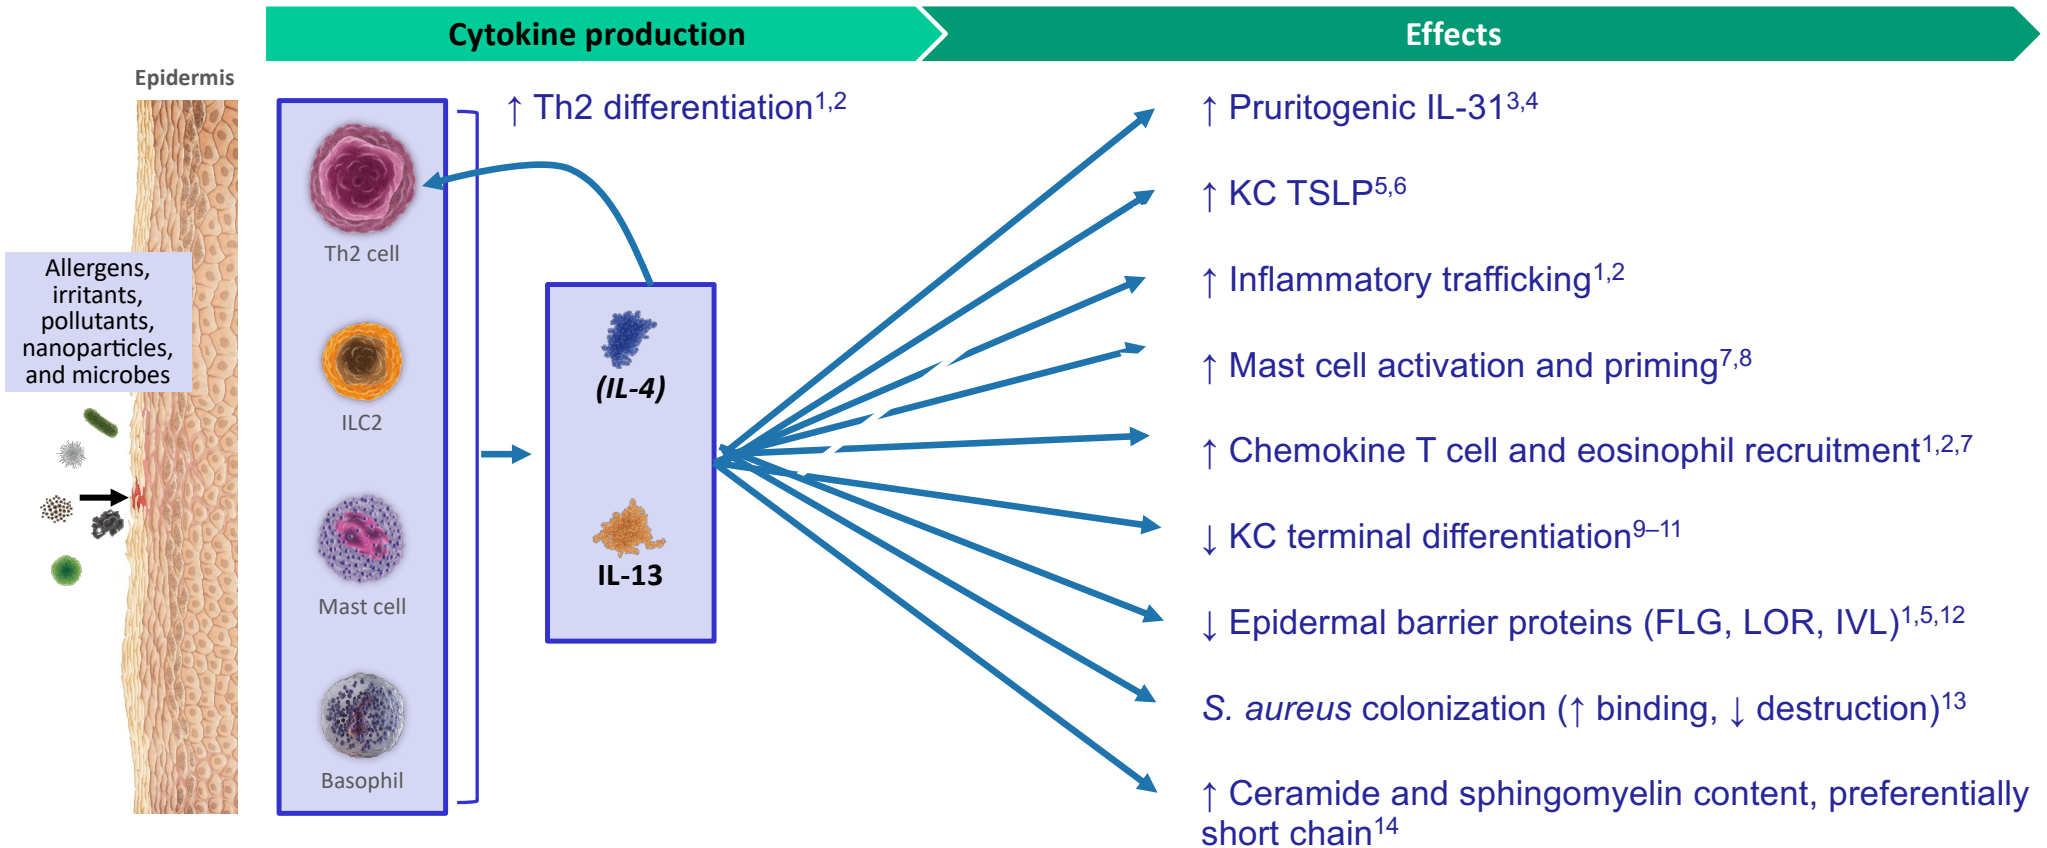 Cytokine production
Effects
Epidermis
Allergens,
irritants,
pollutants,
nanoparticles,
and microbes
Th2 cell
ILC2
Mast cell
Basophil
↑ Th2 differentiation1,2
(IL-4)
IL-13
↑ Pruritogenic IL-313,4
↑ KC TSLP5,6
↑ Inflammatory trafficking1,2
↑ Mast cell activation and priming7,8
↑ Chemokine T cell and eosinophil recruitment1,2,7
↓ KC terminal differentiation9–11
↓ Epidermal barrier proteins (FLG, LOR, IVL)1,5,12
S. aureus colonization (↑ binding, ↓ destruction)13
↑ Ceramide and sphingomyelin content, preferentially
short chain14